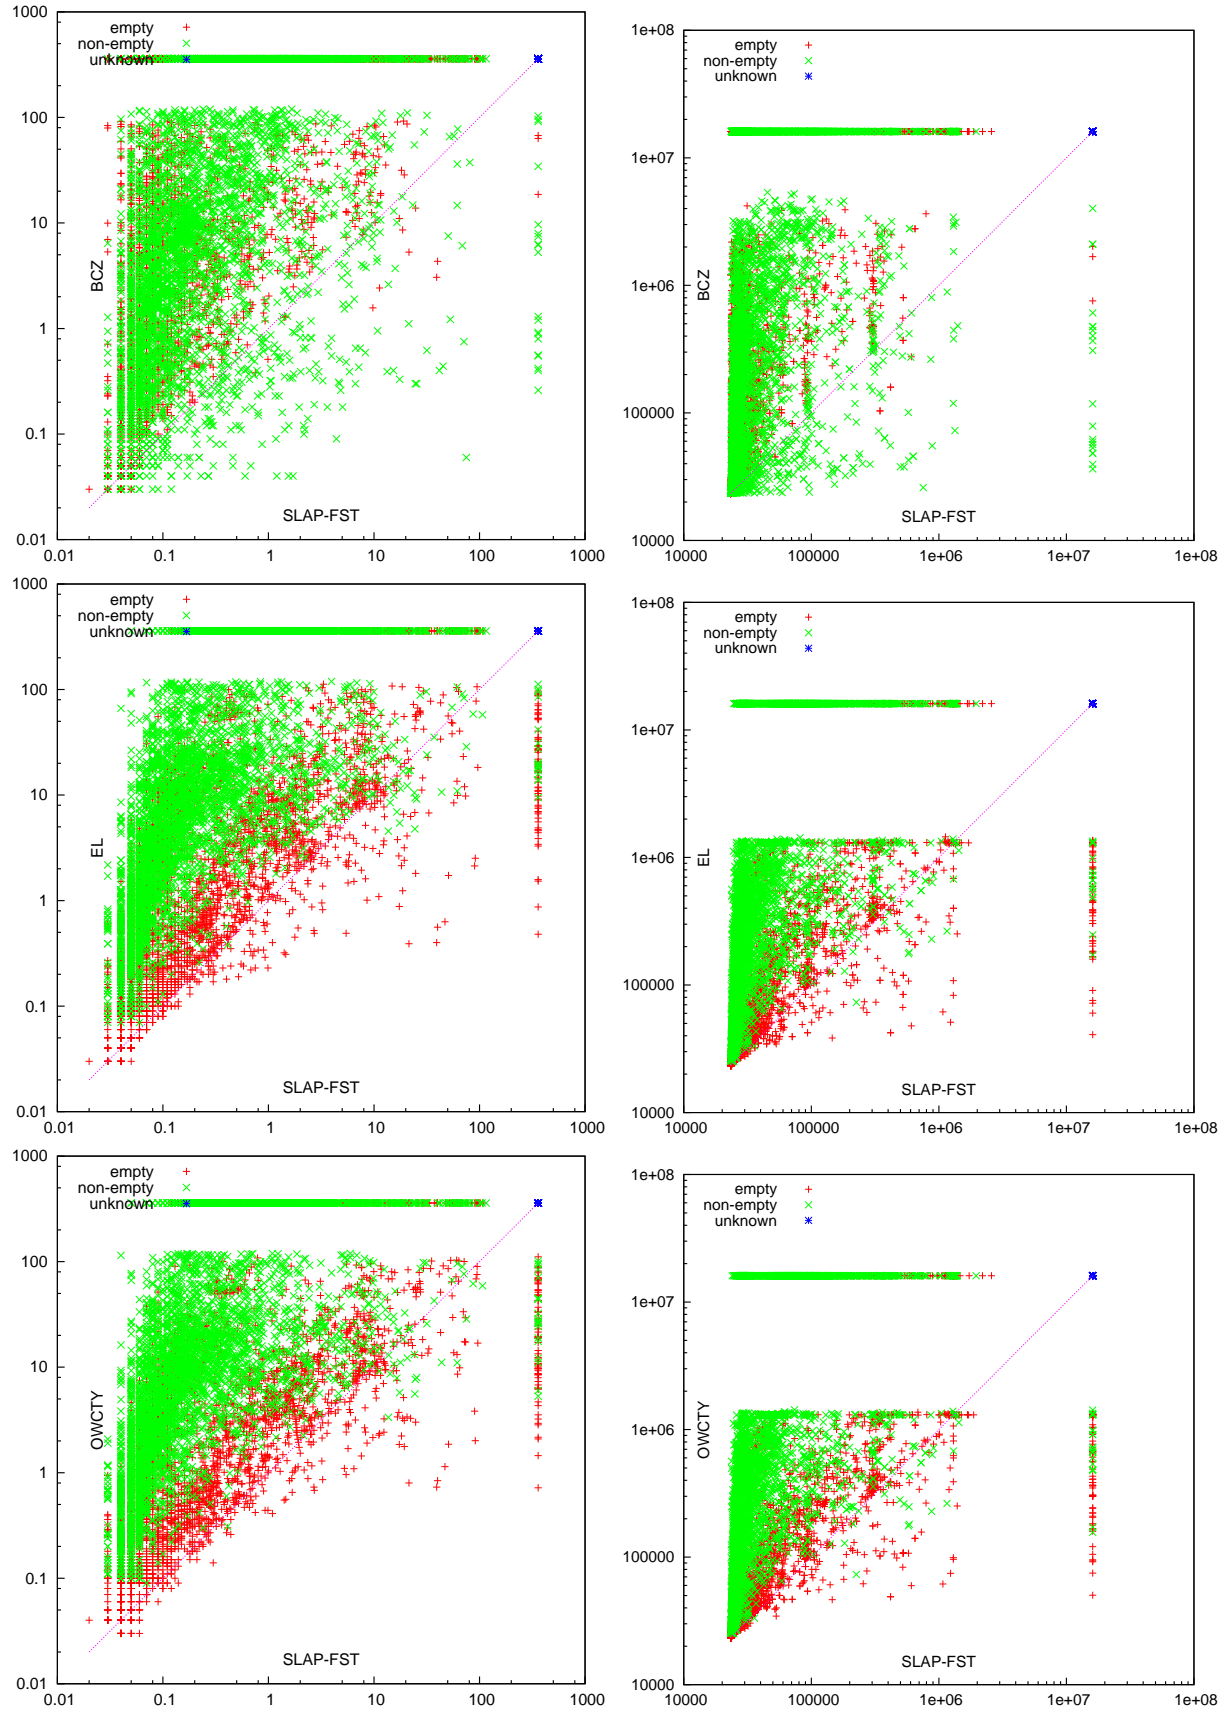 1000
100
10
1
0.1
0.01
BCZ
empty
non-empty
unknown
SLAP-FST
0.01 0.1 1 10 100 1000
1e+08
1e+07
1e+06
100000
10000
BCZ
empty
non-empty
unknown
SLAP-FST
10000 100000 1e+06 1e+07 1e+08
1000
100
10
1
0.1
0.01
EL
empty
non-empty
unknown
SLAP-FST
0.01 0.1 1 10 100 1000
1e+08
1e+07
1e+06
100000
10000
EL
empty
non-empty
unknown
SLAP-FST
10000 100000 1e+06 1e+07 1e+08
1000
100
10
1
0.1
0.01
OWCTY
empty
non-empty
unknown
SLAP-FST
0.01 0.1 1 10 100 1000
1e+08
1e+07
1e+06
100000
10000
OWCTY
empty
non-empty
unknown
SLAP-FST
10000 100000 1e+06 1e+07 1e+08